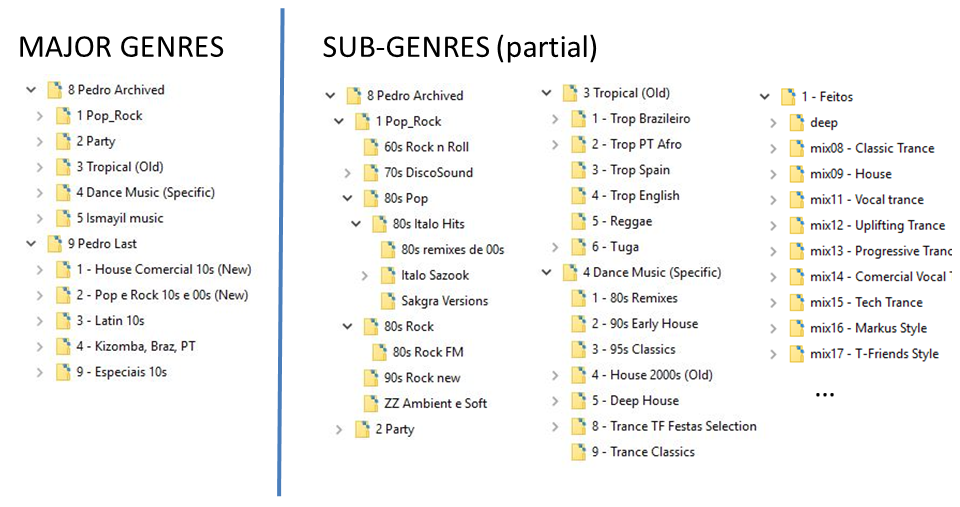 MAJOR GENRES
8 Pedro Archived
1 Pop_Rock
2 Party
3 Tropical (Old)
4 Dance Music (Specific)
5 Ismayil music
9 Pedro Last
1 - House Comercial 10s (New)
2 - Pop e Rock 10s e 00s (New)
3 - Latin 10s
4 - Kizomba, Braz, PT
9 - Especiais 10s
SUB-GENRES (partial)
8 Pedro Archived
1 Pop_Rock
60s Rock n Roll
70s DiscoSound
80s Pop
80s Italo Hits
80s remixes de 00s
Italo Sazook
Sakgra Versions
80s Rock
80s Rock FM
90s Rock new
ZZ Ambient e Soft
2 Party
3 Tropical (Old)
1 - Trop Brazileiro
2 - Trop PT Afro
3 - Trop Spain
4 - Trop English
5 - Reggae
6 - Tuga
4 Dance Music (Specific)
1 - 80s Remixes
2 - 90s Early House
3 - 95s Classics
4 - House 2000s (Old)
5 - Deep House
8 - Trance TF Festas Selection
9 - Trance Classics
1 - Feitos
deep
mix08 - Classic Trance
mix09 - House
mix11 - Vocal trance
mix12 - Uplifting Trance
mix13 - Progressive Tranc
mix14 - Comercial Vocal T
mix15 - Tech Trance
mix16 - Markus Style
mix17 - T-Friends Style
...